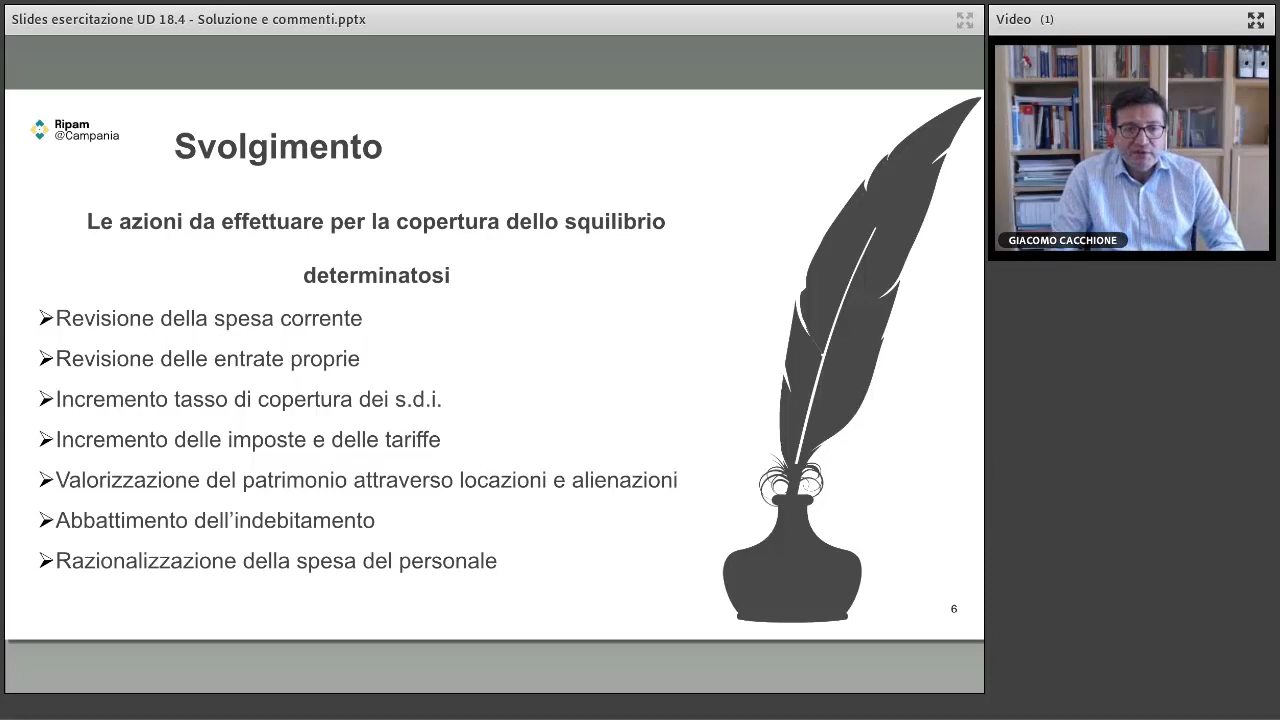 Slides esercitazione UD 18.4 - Soluzione e commenti.pptx
Video (1)
Ripam
@Campania
Svolgimento
Le azioni da effettuare per la copertura dello squilibrio
determinatosi
➢Revisione della spesa corrente
➢Revisione delle entrate proprie
➢Incremento tasso di copertura dei s.d.i.
➢Incremento delle imposte e delle tariffe
➢Valorizzazione del patrimonio attraverso locazioni e alienazioni
➢Abbattimento dell’indebitamento
➢Razionalizzazione della spesa del personale
6
GIACOMO CACCHIONE